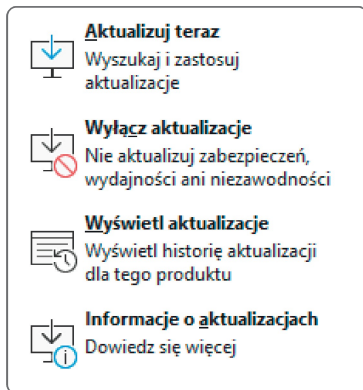 Aktualizuj teraz
Wyszukaj i zastosuj
aktualizacje
Wyłącz aktualizacje
Nie aktualizuj zabezpieczeń,
wydajności ani niezawodności
Wyświetl aktualizacje
Wyświetl historię aktualizacji
dla tego produktu
Informacje o aktualizacjach
Dowiedz się więcej